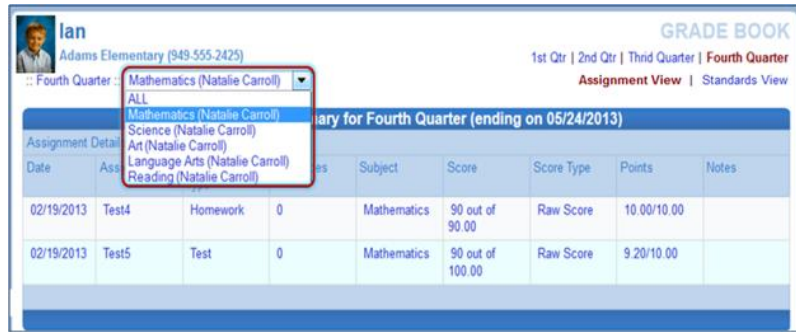 Ian
GRADE BOOK
Adams Elementary (949-555-2425)
1st Qtr | 2nd Qtr | Thrid Quarter | Fourth Quarter
:: Fourth Quarter :: Mathematics (Natalie Carroll)
Assignment View | Standards View
ALL
Mathematics (Natalie Carroll)
Science (Natalie Carroll)
Art (Natalie Carroll)
Language Arts (Natalie Carroll)
Reading (Natalie Carroll)
for Fourth Quarter (ending on 05/24/2013)
Assignment Detail
Date Subject Score Score Type Points Notes
02/19/2013 Test4 Homework 0 Mathematics 90 out of 90.00 Raw Score 10.00/10.00
02/19/2013 Test5 Test 0 Mathematics 90 out of 100.00 Raw Score 9.20/10.00